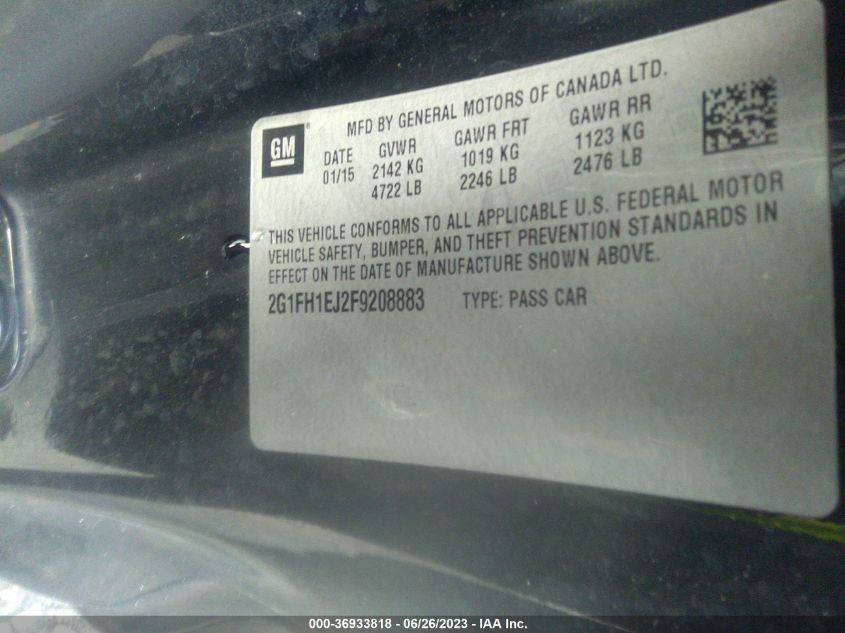 MFD BY GENERAL MOTORS OF CANADA LTD.
GM
DATE GVWR GAWR FRT GAWR RR
01/15 2142 KG 1019 KG 1123 KG
4722 LB 2246 LB 2476 LB
THIS VEHICLE CONFORMS TO ALL APPLICABLE U.S. FEDERAL MOTOR
VEHICLE SAFETY, BUMPER, AND THEFT PREVENTION STANDARDS IN
EFFECT ON THE DATE OF MANUFACTURE SHOWN ABOVE.
2G1FH1EJ2F9208883 TYPE: PASS CAR
000-36933818 - 06/26/2023 - IAA Inc.